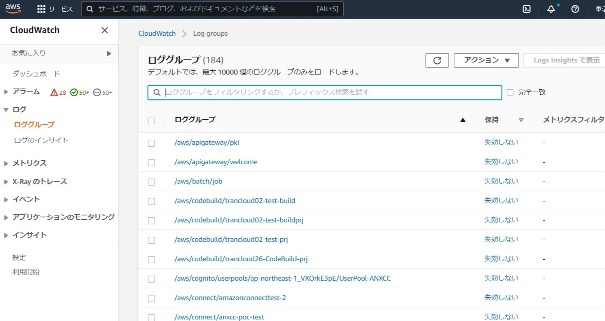 aws
サービス
サービス、特徴、ブログ、およびドキュメントなどを検索
[Alt+S]
CloudWatch
お気に入り
ダッシュボード
アラーム
28
50+
50+
ログ
ロググループ
ログのインサイト
メトリクス
X-Ray のトレース
イベント
アプリケーションのモニタリング
インサイト
設定
利用開始
CloudWatch
Log groups
ロググループ (184)
デフォルトでは、最大 10000 個のロググループのみをロードします。
アクション
Logs Insights で表示
ロググループをフィルタリングするか、プレフィックス検索を試す
完全一致
ロググループ
保持
メトリクスフィルタ
/aws/apigateway/pki
失効しない
-
/aws/apigateway/welcome
失効しない
-
/aws/batch/job
失効しない
-
/aws/codebuild/trancloud02-test-build
失効しない
-
/aws/codebuild/trancloud02-test-buildprj
失効しない
-
/aws/codebuild/trancloud02-test-prj
失効しない
-
/aws/codebuild/trancloud26-CodeBuild-prj
失効しない
-
/aws/cognito/userpools/ap-northeast-1_VXOrkE3pE/UserPool-ANXCC
失効しない
-
/aws/connect/amazonconnecttest-2
失効しない
-
/aws/connect/anxcc-poc-test
失効しない
-